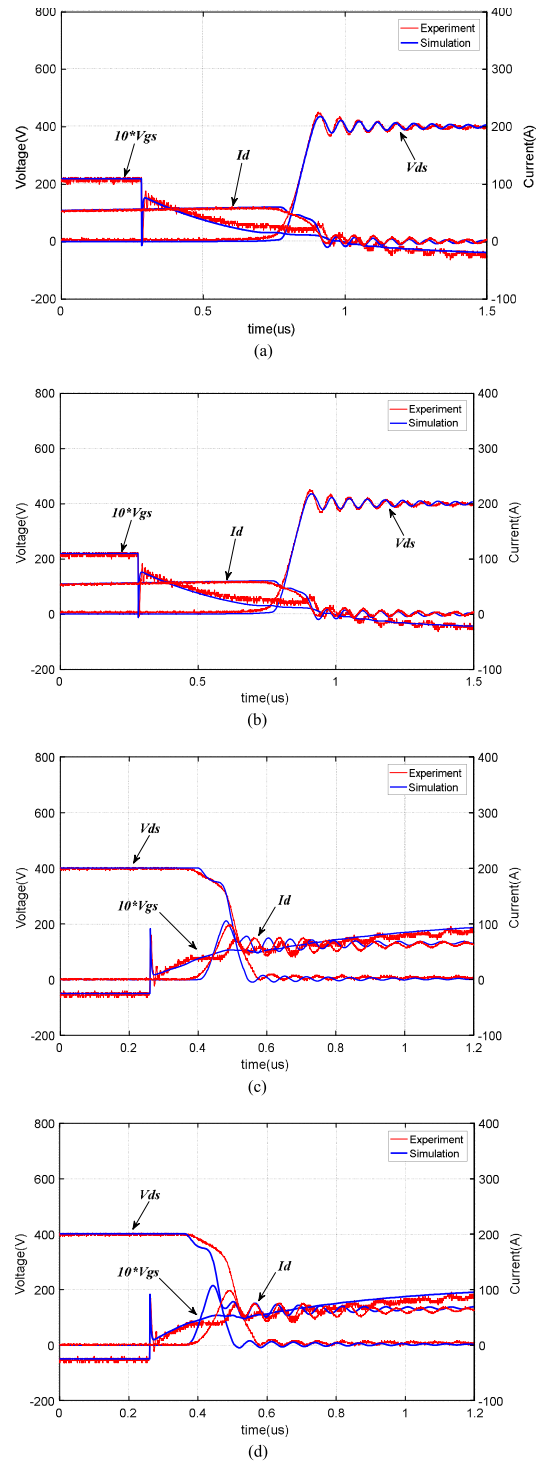 800
400
Experiment
Simulation
600
300
10*Vgs
Id
Vds
400
200
200
100
0
0
-200
-100
Voltage(V)
Current(A)
0
0.5
1
1.5
time(us)
(a)
800
400
Experiment
Simulation
600
300
10*Vgs
Id
Vds
400
200
200
100
0
0
-200
-100
Voltage(V)
Current(A)
0
0.5
1
1.5
time(us)
(b)
800
400
Experiment
Simulation
600
300
Vds
10*Vgs
Id
400
200
200
100
0
0
-200
-100
Voltage(V)
Current(A)
0
0.2
0.4
0.6
0.8
1
1.2
time(us)
(c)
800
400
Experiment
Simulation
600
300
Vds
10*Vgs
Id
400
200
200
100
0
0
-200
-100
Voltage(V)
Current(A)
0
0.2
0.4
0.6
0.8
1
1.2
time(us)
(d)